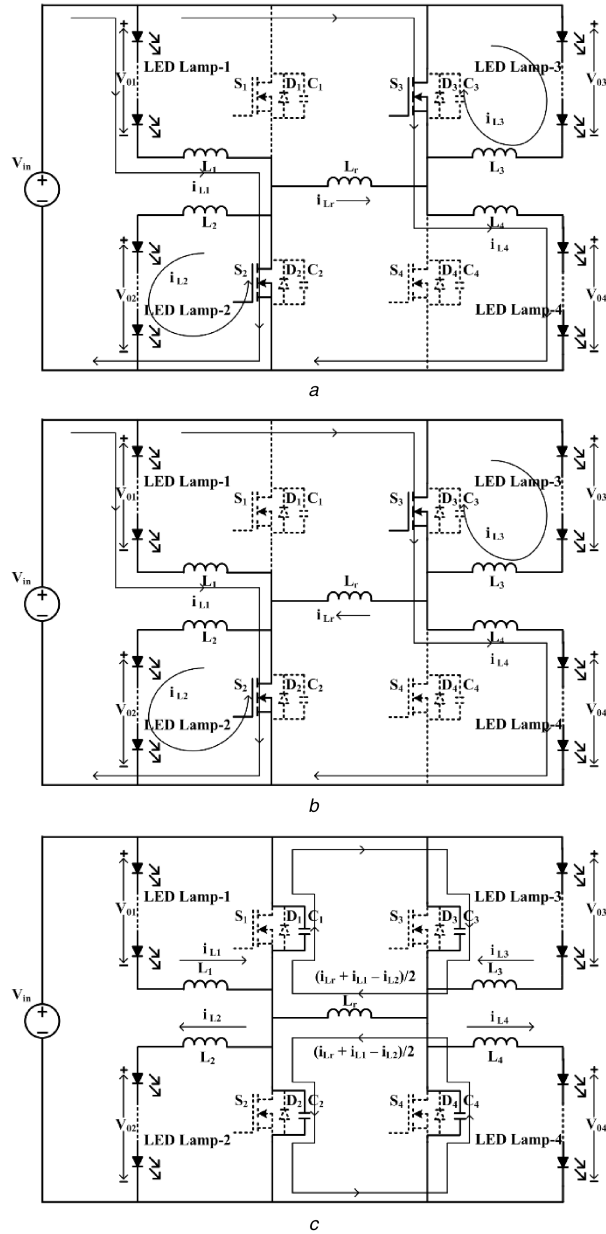 + V01 − LED Lamp-1 S1 D1 C1 S3 D3 C3 LED Lamp-3 + V03 −
iL3
Vin + −
L1 Lr L3
iL1 iLr iL4
L2 L4
+ V02 − iL2 S2 D2 C2 S4 D4 C4 + V04 −
LED Lamp-2 LED Lamp-4
a
+ V01 − LED Lamp-1 S1 D1 C1 S3 D3 C3 LED Lamp-3 + V03 −
iL3
Vin + −
L1 Lr L3
iL1 iLr iL4
L2 L4
+ V02 − iL2 S2 D2 C2 S4 D4 C4 + V04 −
LED Lamp-2 LED Lamp-4
b
+ V01 − LED Lamp-1 S1 D1 C1 S3 D3 C3 LED Lamp-3 + V03 −
iL1 iL3
L1 (iLr + iL1 – iL2)/2 L3
Vin + −
Lr
iL2 iL4
L2 (iLr + iL1 – iL2)/2 L4
+ V02 − S2 D2 C2 S4 D4 C4 + V04 −
LED Lamp-2 LED Lamp-4
c